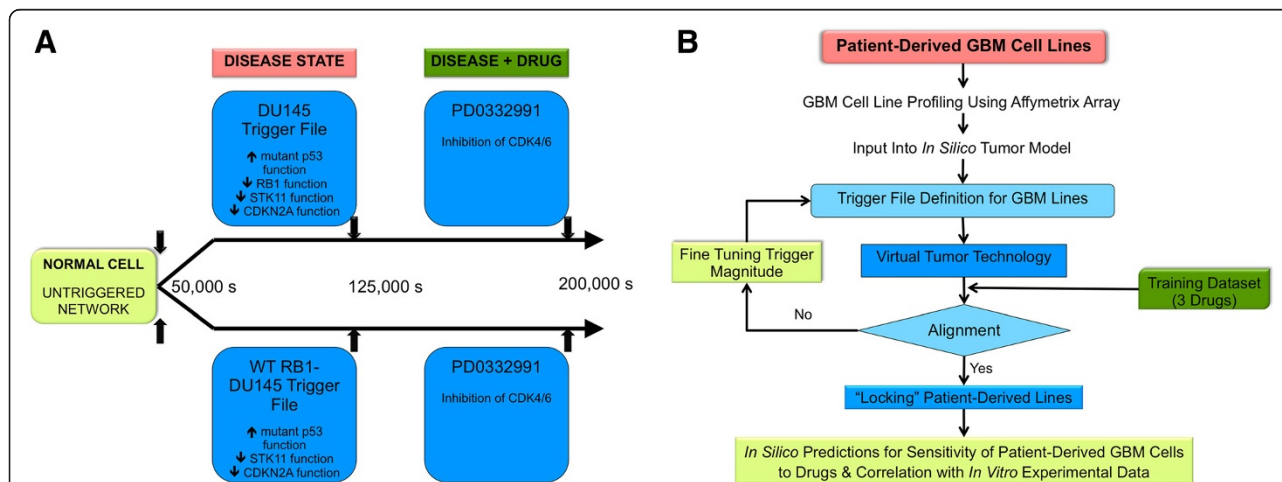 A
DISEASE STATE
DISEASE + DRUG
DU145
Trigger File
↑ mutant p53
function
↓ RB1 function
↓ STK11 function
↓ CDKN2A function
PD0332991
Inhibition of CDK4/6
NORMAL CELL
UNTRIGGERED
NETWORK
50,000 s
125,000 s
200,000 s
WT RB1-
DU145 Trigger
File
↑ mutant p53
function
↓ STK11 function
↓ CDKN2A function
PD0332991
Inhibition of CDK4/6
B
Patient-Derived GBM Cell Lines
GBM Cell Line Profiling Using Affymetrix Array
Input Into In Silico Tumor Model
Trigger File Definition for GBM Lines
Fine Tuning Trigger
Magnitude
Virtual Tumor Technology
Training Dataset
(3 Drugs)
No
Alignment
Yes
"Locking" Patient-Derived Lines
In Silico Predictions for Sensitivity of Patient-Derived GBM Cells
to Drugs & Correlation with In Vitro Experimental Data